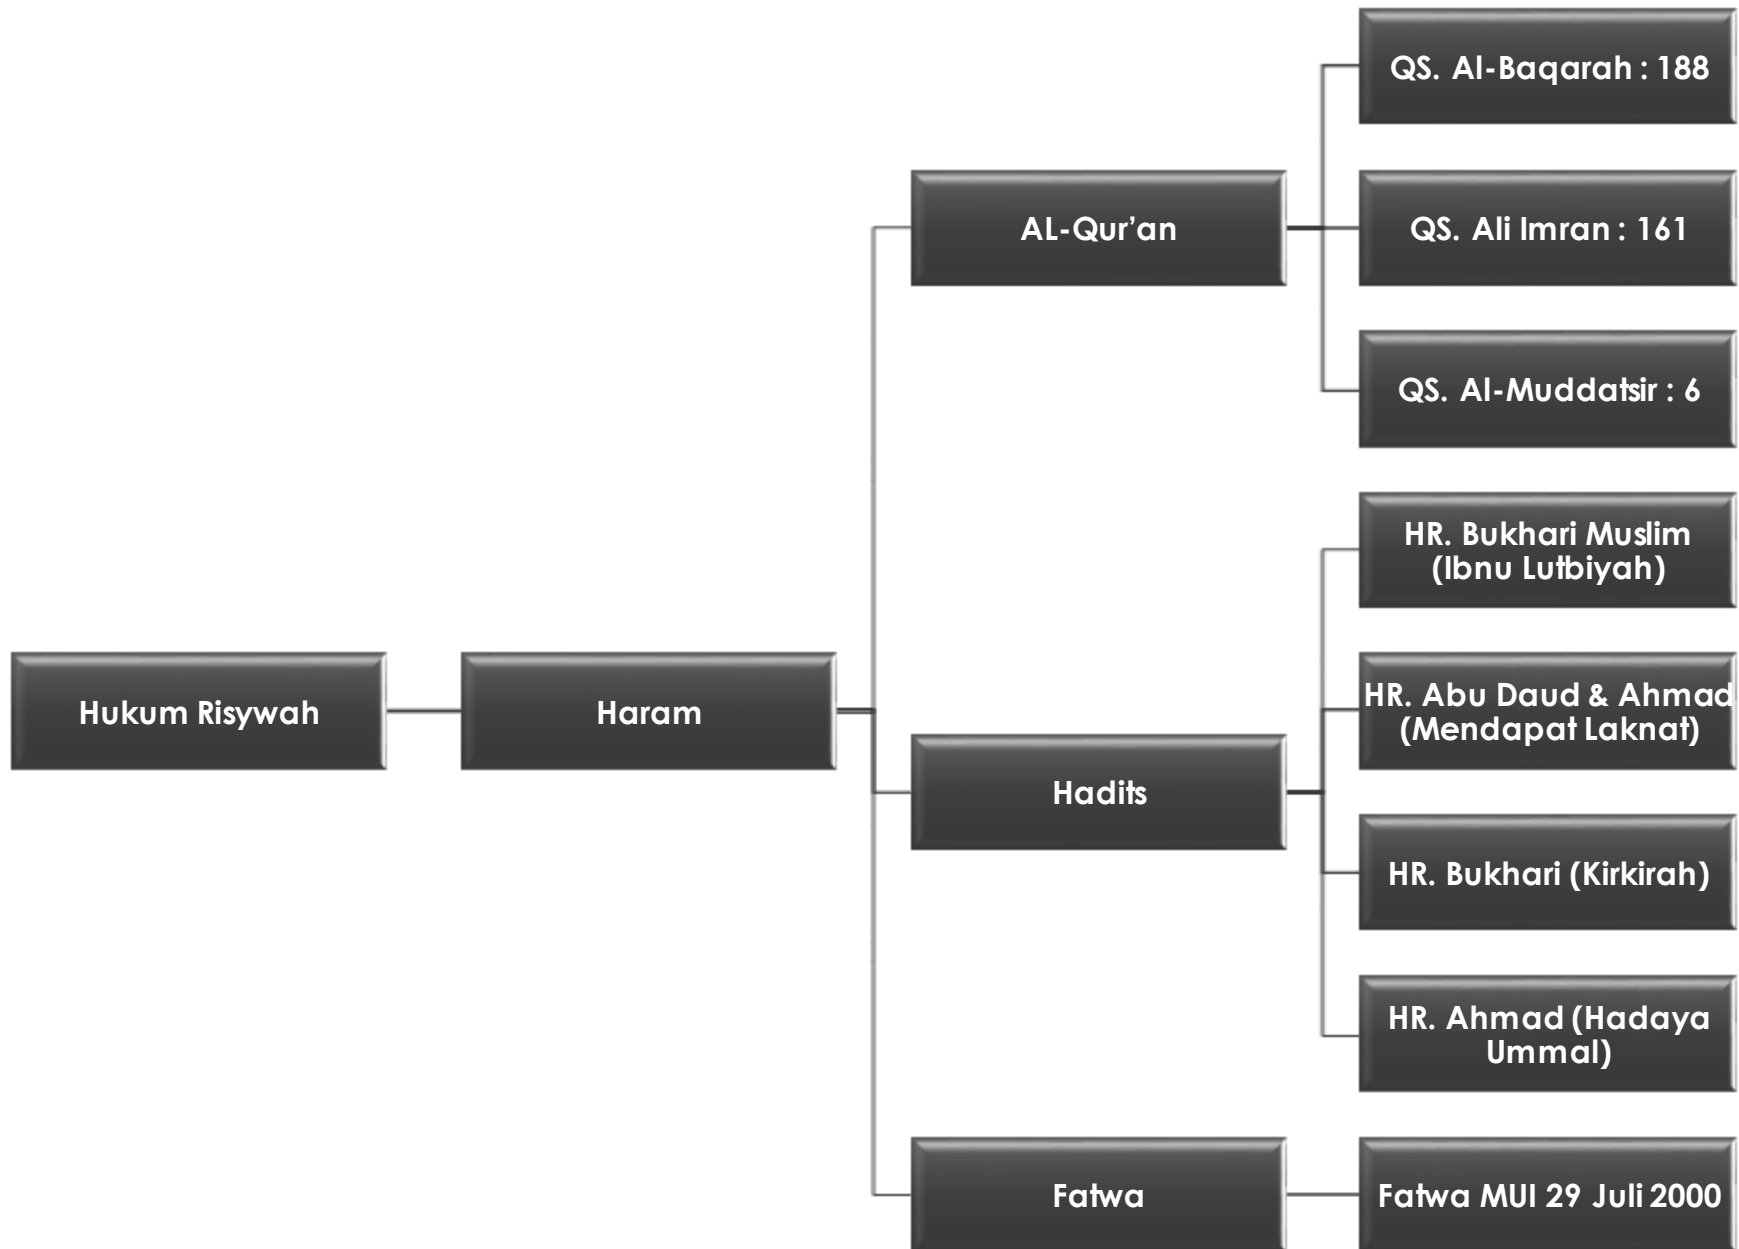 Hukum Risywah
Haram
AL-Qur’an
QS. Al-Baqarah : 188
QS. Ali Imran : 161
QS. Al-Muddatsir : 6
Hadits
HR. Bukhari Muslim
(Ibnu Lutbiyah)
HR. Abu Daud & Ahmad
(Mendapat Laknat)
HR. Bukhari (Kirkirah)
HR. Ahmad (Hadaya
Ummal)
Fatwa
Fatwa MUI 29 Juli 2000